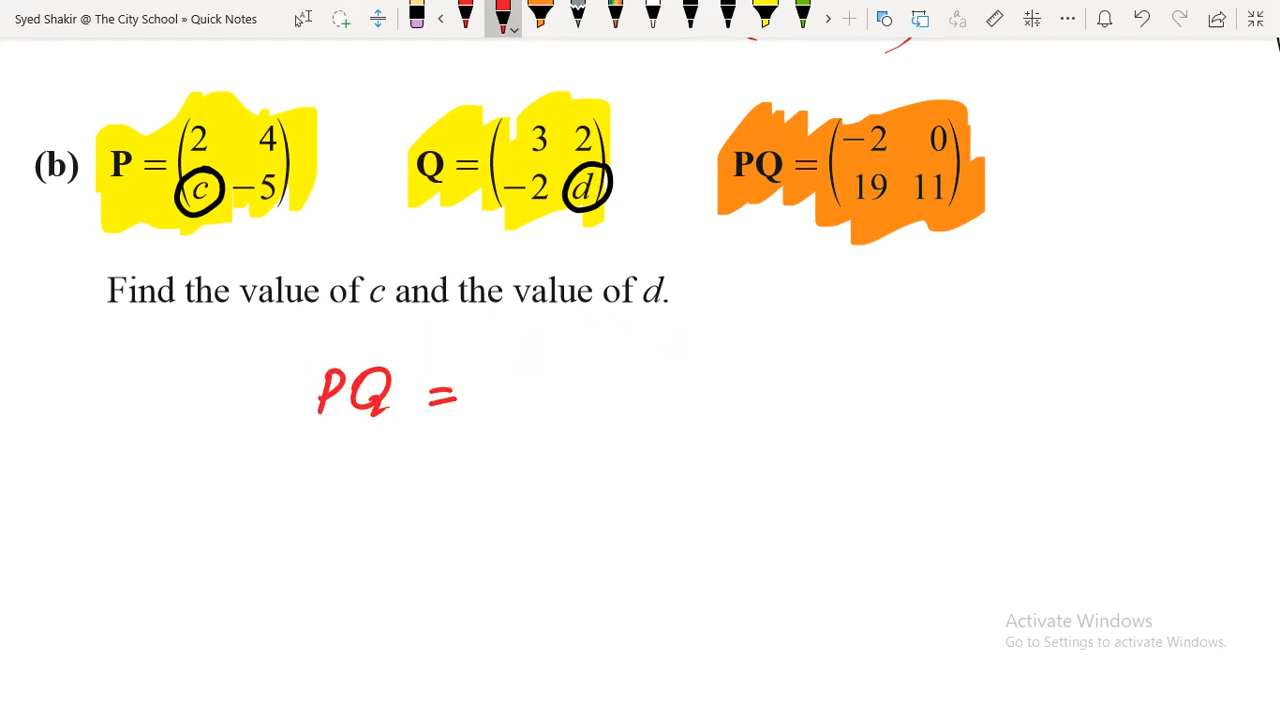 Syed Shakir @ The City School » Quick Notes
(b) P = (2 4 c −5) Q = (3 2 −2 d) PQ = (−2 0 19 11)
Find the value of c and the value of d.
PQ =
Activate Windows
Go to Settings to activate Windows.